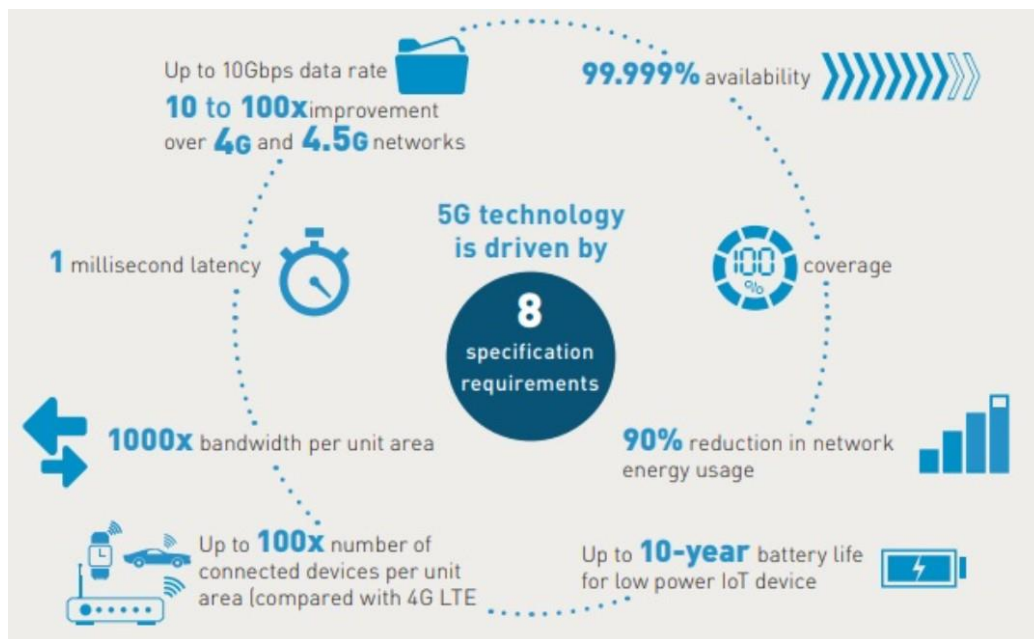 Up to 10Gbps data rate
10 to 100x improvement
over 4G and 4.5G networks
99.999% availability
5G technology
is driven by
8
specification
requirements
1 millisecond latency
100
%
coverage
1000x bandwidth per unit area
90% reduction in network
energy usage
Up to 100x number of
connected devices per unit
area (compared with 4G LTE
Up to 10-year battery life
for low power IoT device